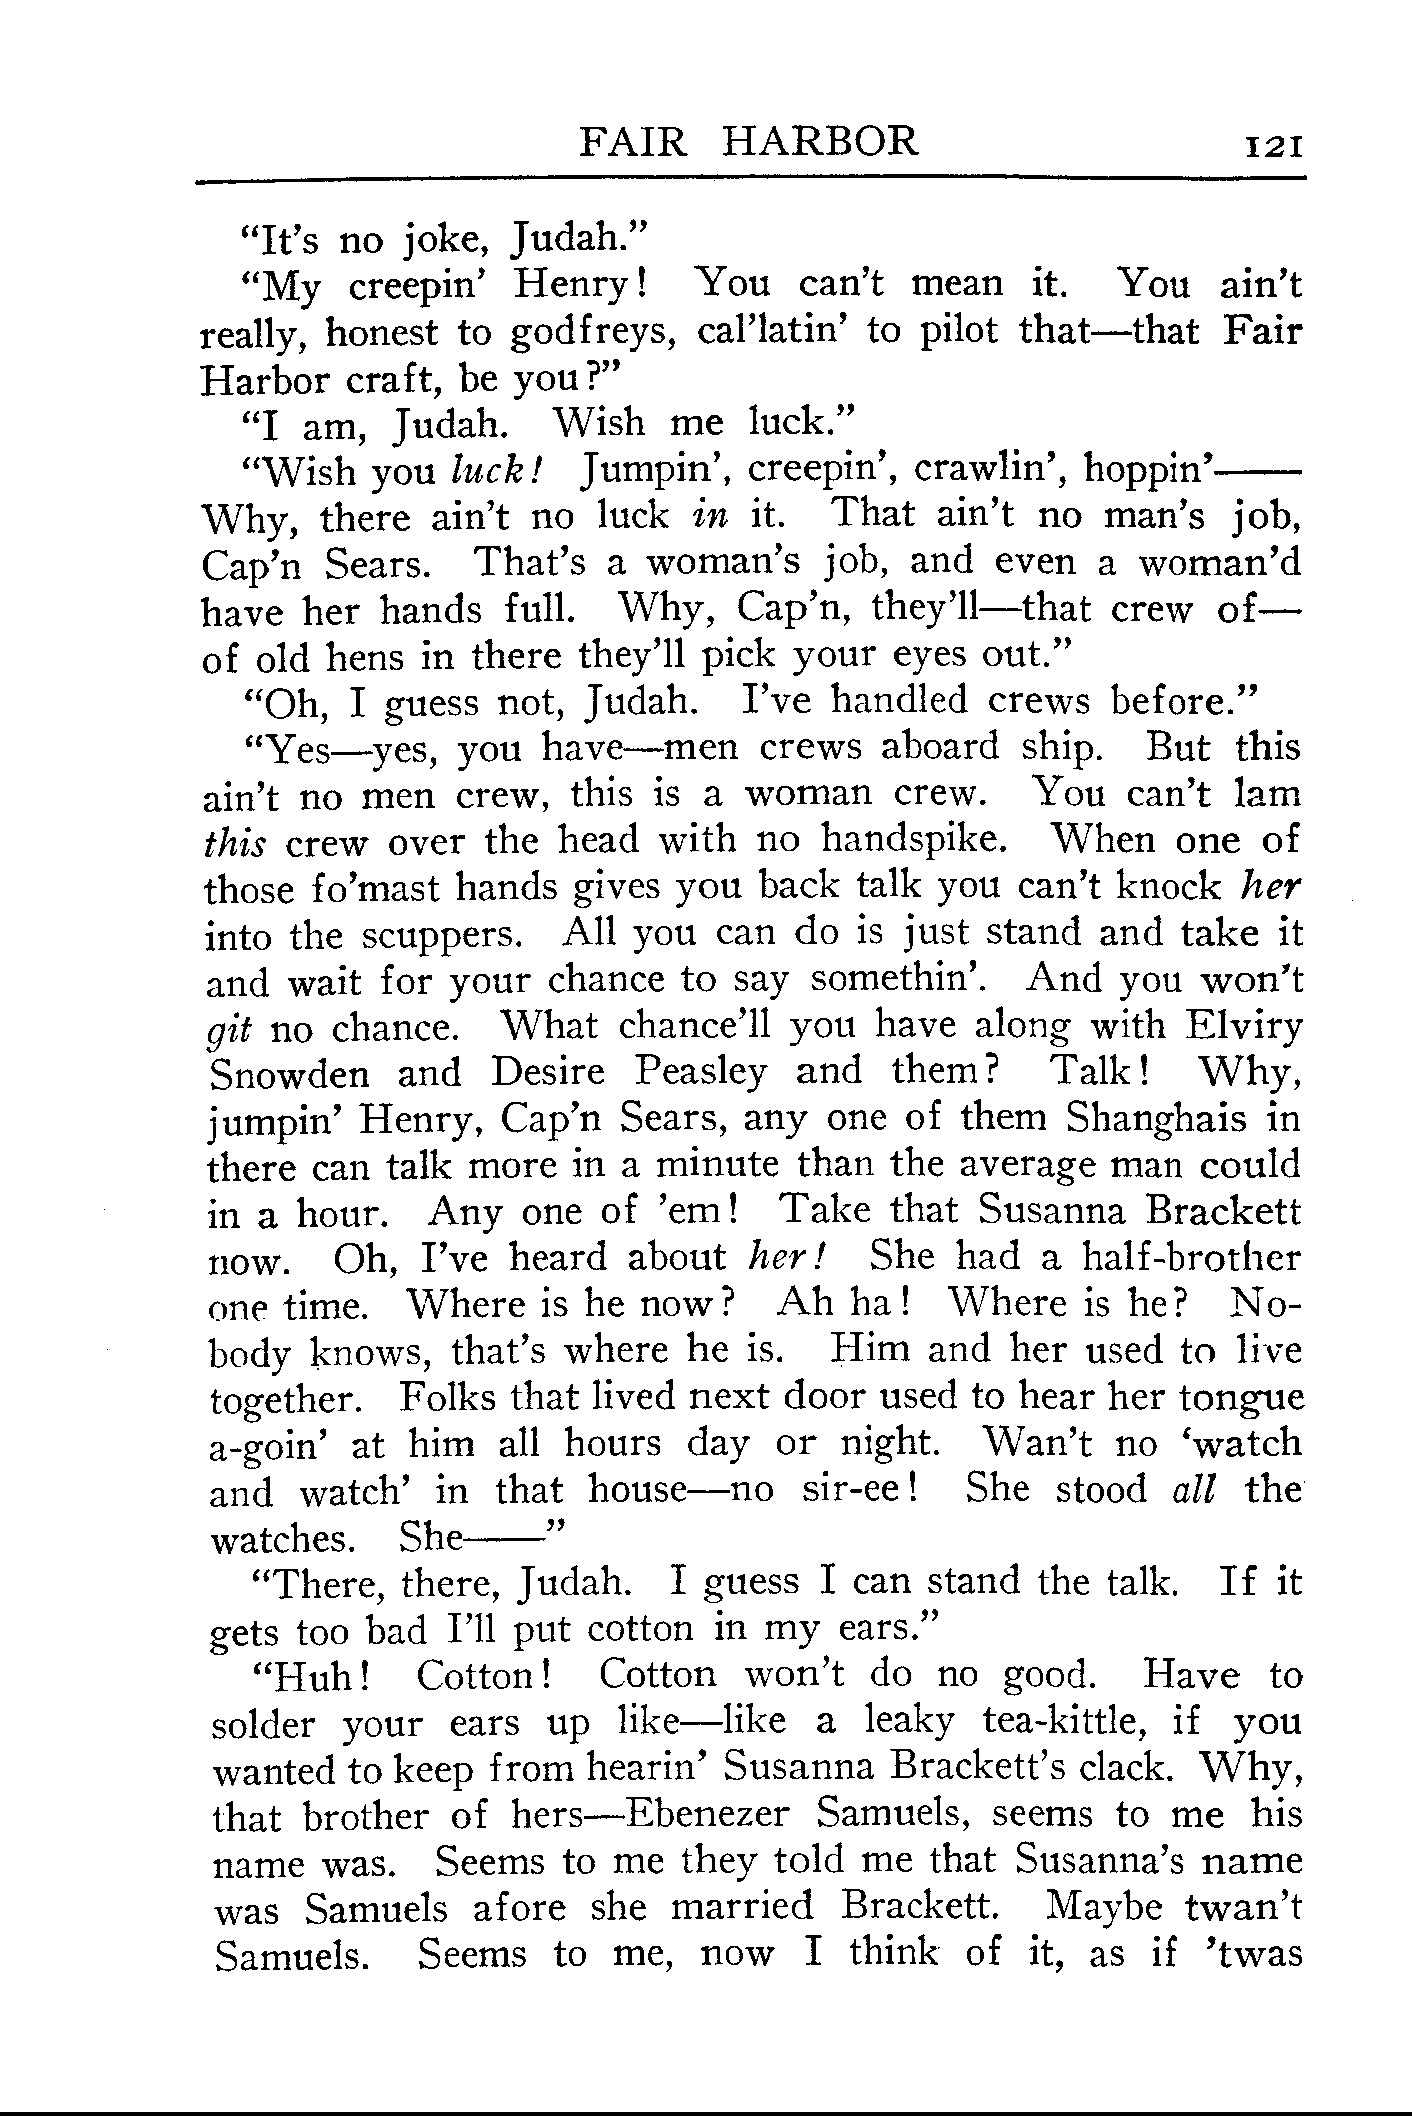 FAIR HARBOR 121
“It’s no joke, Judah.”
“My creepin’ Henry! You can’t mean it. You ain’t
really, honest to godfreys, cal’latin’ to pilot that—that Fair
Harbor craft, be you?”
“I am, Judah. Wish me luck.”
“Wish you luck! Jumpin’, creepin’, crawlin’, hoppin’——
Why, there ain’t no luck in it. That ain’t no man’s job,
Cap’n Sears. That’s a woman’s job, and even a woman’d
have her hands full. Why, Cap’n, they’ll—that crew of—
of old hens in there they’ll pick your eyes out.”
“Oh, I guess not, Judah. I’ve handled crews before.”
“Yes—yes, you have—men crews aboard ship. But this
ain’t no men crew, this is a woman crew. You can’t lam
this crew over the head with no handspike. When one of
those fo’mast hands gives you back talk you can’t knock her
into the scuppers. All you can do is just stand and take it
and wait for your chance to say somethin’. And you won’t
git no chance. What chance’ll you have along with Elviry
Snowden and Desire Peasley and them? Talk! Why,
jumpin’ Henry, Cap’n Sears, any one of them Shanghais in
there can talk more in a minute than the average man could
in a hour. Any one of ’em! Take that Susanna Brackett
now. Oh, I’ve heard about her! She had a half-brother
one time. Where is he now? Ah ha! Where is he? No-
body knows, that’s where he is. Him and her used to live
together. Folks that lived next door used to hear her tongue
a-goin’ at him all hours day or night. Wan’t no ‘watch
and watch’ in that house—no sir-ee! She stood all the
watches. She——”
“There, there, Judah. I guess I can stand the talk. If it
gets too bad I’ll put cotton in my ears.”
“Huh! Cotton! Cotton won’t do no good. Have to
solder your ears up like—like a leaky tea-kittle, if you
wanted to keep from hearin’ Susanna Brackett’s clack. Why,
that brother of hers—Ebenezer Samuels, seems to me his
name was. Seems to me they told me that Susanna’s name
was Samuels afore she married Brackett. Maybe twan’t
Samuels. Seems to me, now I think of it, as if ’twas